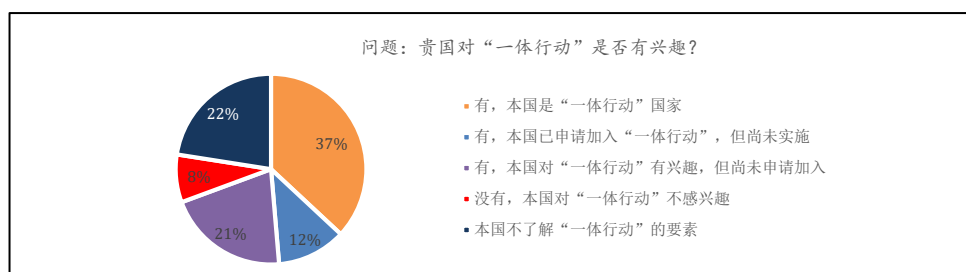 问题：贵国对“一体行动”是否有兴趣？
22%
37%
8%
21%
12%
有，本国是“一体行动”国家
有，本国已申请加入“一体行动”，但尚未实施
有，本国对“一体行动”有兴趣，但尚未申请加入
没有，本国对“一体行动”不感兴趣
本国不了解“一体行动”的要素